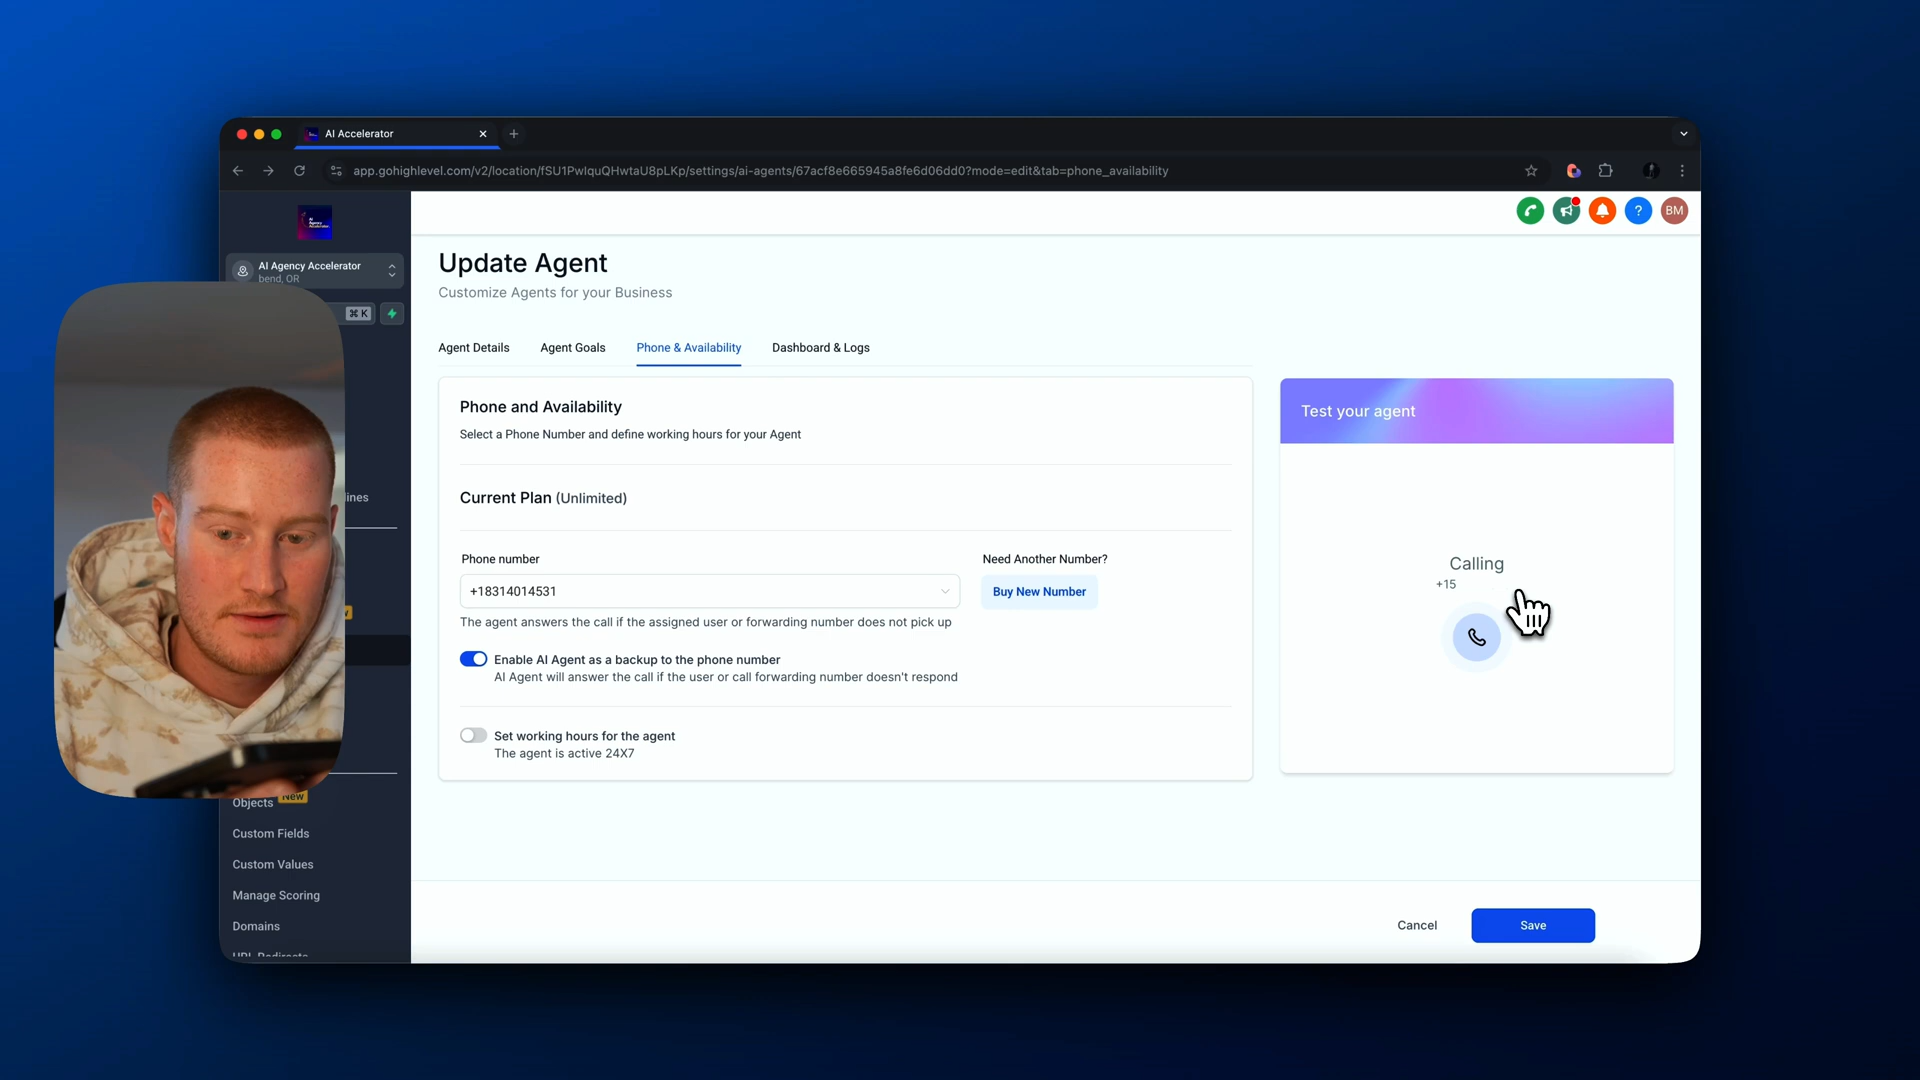 AI Accelerator
app.gohighlevel.com/v2/location/fSU1PwIquQHwtaU8pLKp/settings/ai-agents/67acf8e665945a8fe6d06dd0?mode=edit&tab=phone_availability
AI Agency Accelerator
bend, OR
⌘ K
BM
Update Agent
Customize Agents for your Business
Agent Details
Agent Goals
Phone & Availability
Dashboard & Logs
Phone and Availability
Select a Phone Number and define working hours for your Agent
Current Plan (Unlimited)
Phone number
+18314014531
The agent answers the call if the assigned user or forwarding number does not pick up
Need Another Number?
Buy New Number
Enable AI Agent as a backup to the phone number
AI Agent will answer the call if the user or call forwarding number doesn't respond
Set working hours for the agent
The agent is active 24X7
Test your agent
Calling
+15
Objects
New
Custom Fields
Custom Values
Manage Scoring
Domains
URL Redirects
Cancel
Save